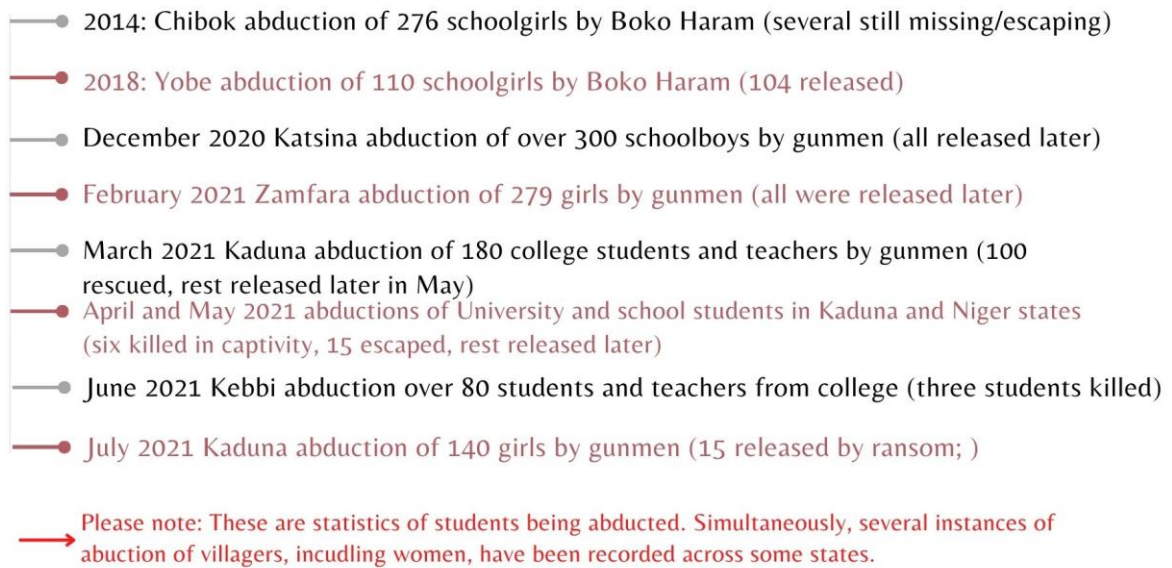 2014: Chibok abduction of 276 schoolgirls by Boko Haram (several still missing/escaping)
2018: Yobe abduction of 110 schoolgirls by Boko Haram (104 released)
December 2020 Katsina abduction of over 300 schoolboys by gunmen (all released later)
February 2021 Zamfara abduction of 279 girls by gunmen (all were released later)
March 2021 Kaduna abduction of 180 college students and teachers by gunmen (100
rescued, rest released later in May)
April and May 2021 abductions of University and school students in Kaduna and Niger states
(six killed in captivity, 15 escaped, rest released later)
June 2021 Kebbi abduction over 80 students and teachers from college (three students killed)
July 2021 Kaduna abduction of 140 girls by gunmen (15 released by ransom; )
Please note: These are statistics of students being abducted. Simultaneously, several instances of
abuction of villagers, incudling women, have been recorded across some states.